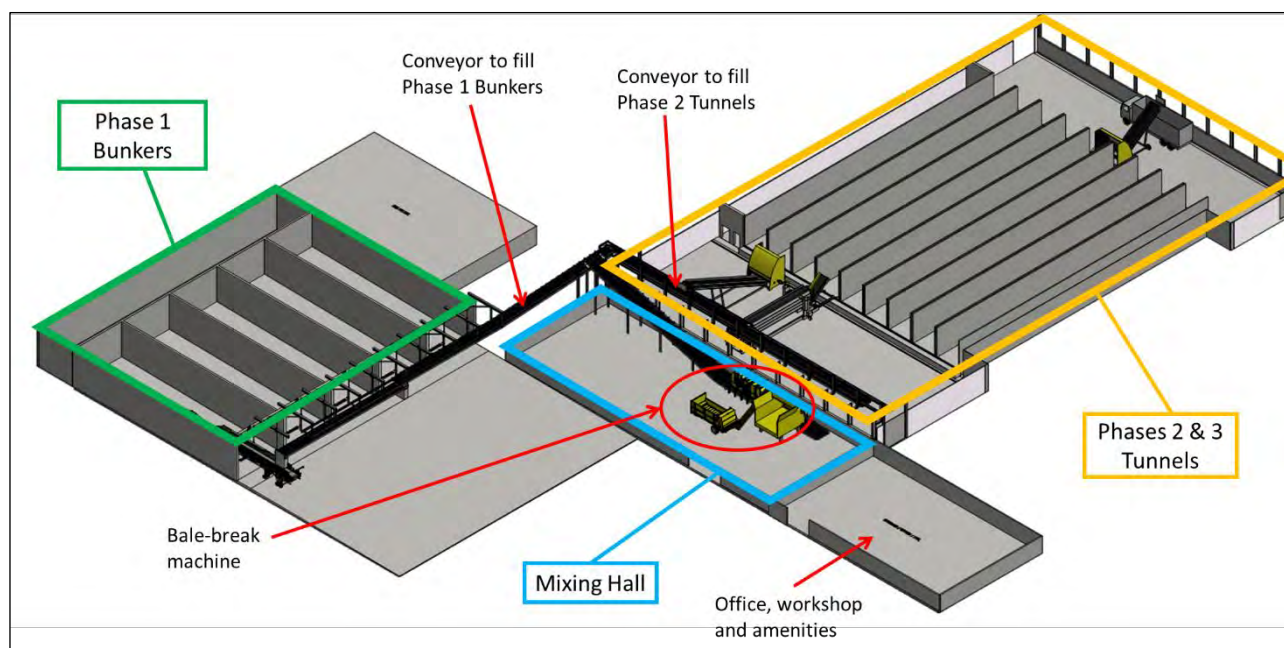 Conveyor to fill
Phase 1 Bunkers
Conveyor to fill
Phase 2 Tunnels
Phase 1
Bunkers
Phases 2 & 3
Tunnels
Bale-break
machine
Mixing Hall
Office, workshop
and amenities